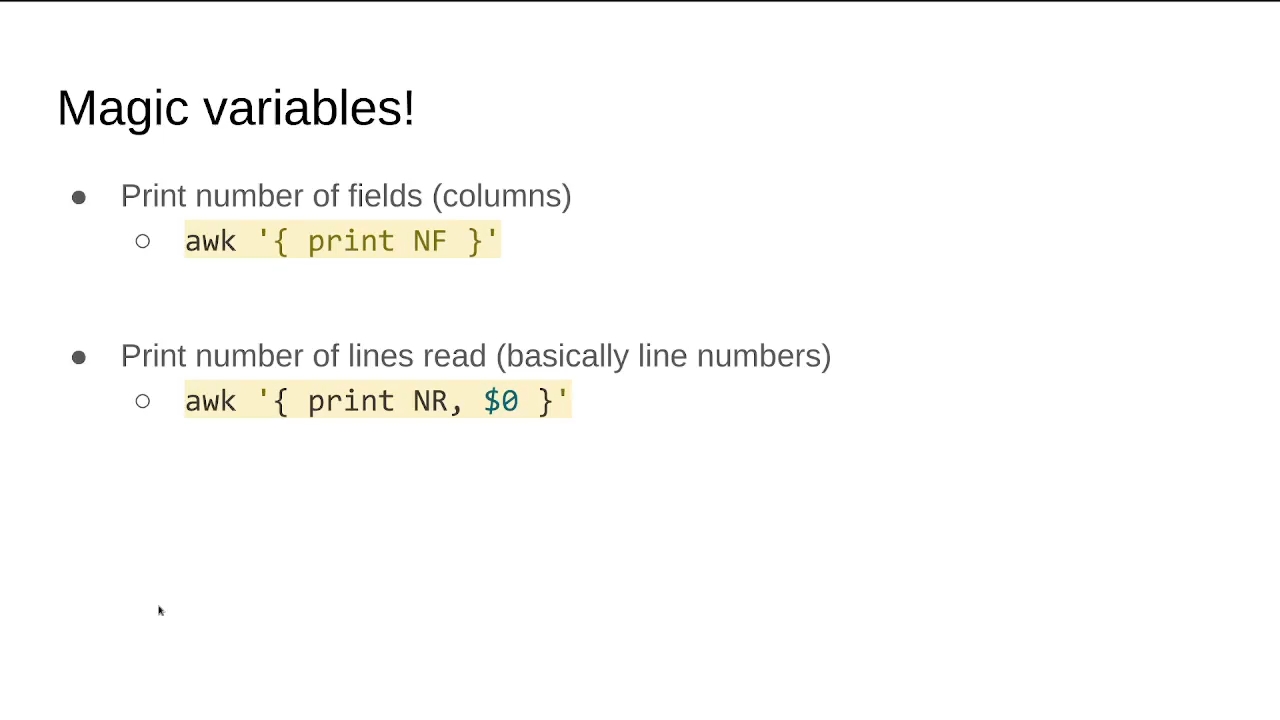 Magic variables!
● Print number of fields (columns)
○ awk '{ print NF }'
● Print number of lines read (basically line numbers)
○ awk '{ print NR, $0 }'